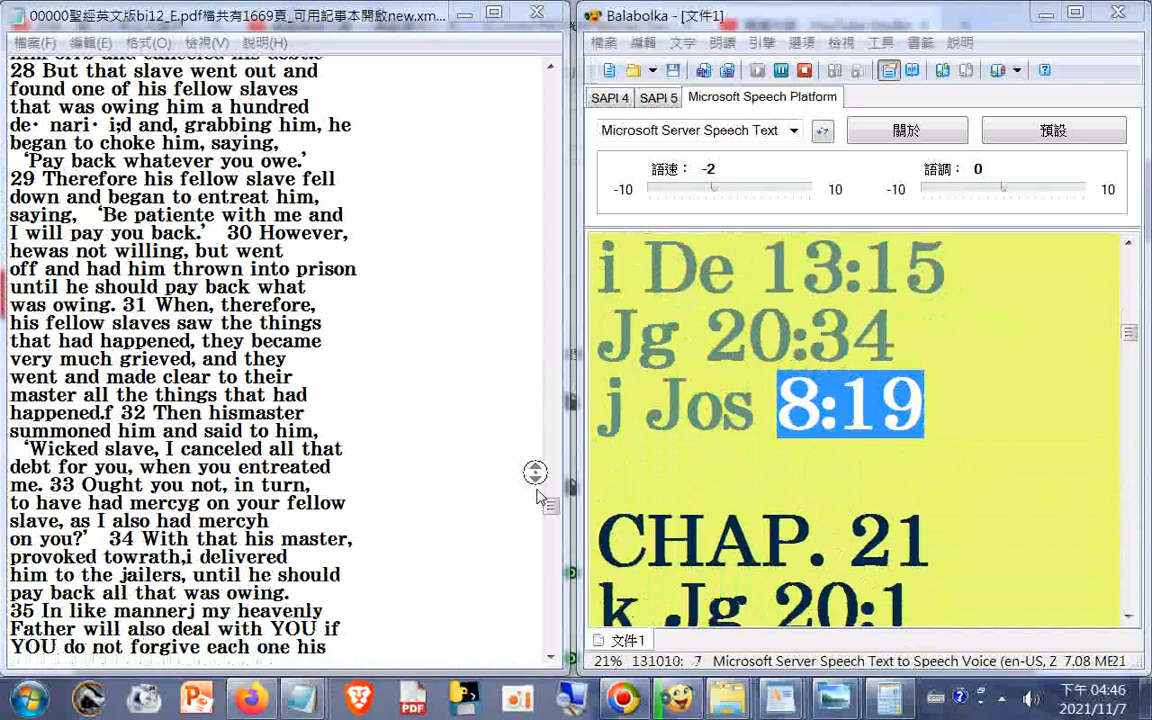 00000聖經英文版bi12_E.pdf檔共有1669頁_可用記事本開啟new.xm...
檔案(F) 編輯(E) 格式(O) 檢視(V) 說明(H)
28 But that slave went out and
found one of his fellow slaves
that was owing him a hundred
de· nari· i;d and, grabbing him, he
began to choke him, saying,
‘Pay back whatever you owe.’
29 Therefore his fellow slave fell
down and began to entreat him,
saying, ‘Be patiente with me and
I will pay you back.’ 30 However,
hewas not willing, but went
off and had him thrown into prison
until he should pay back what
was owing. 31 When, therefore,
his fellow slaves saw the things
that had happened, they became
very much grieved, and they
went and made clear to their
master all the things that had
happened.f 32 Then hismaster
summoned him and said to him,
‘Wicked slave, I canceled all that
debt for you, when you entreated
me. 33 Ought you not, in turn,
to have had mercyg on your fellow
slave, as I also had mercyh
on you?’ 34 With that his master,
provoked towrath,i delivered
him to the jailers, until he should
pay back all that was owing.
35 In like mannerj my heavenly
Father will also deal with YOU if
YOU do not forgive each one his
Balabolka - [文件1]
檔案 編輯 文字 朗讀 引擎 選項 檢視 工具 書籤 說明
SAPI 4 SAPI 5 Microsoft Speech Platform
Microsoft Server Speech Text 關於 預設
語速: -2 語調: 0
-10 10 -10 10
i De 13:15
Jg 20:34
j Jos 8:19
CHAP. 21
k Jg 20:1
文件1
21% 131010: 7 Microsoft Server Speech Text to Speech Voice (en-US, Z 7.08 ME21
PDF
下午 04:46
2021/11/7